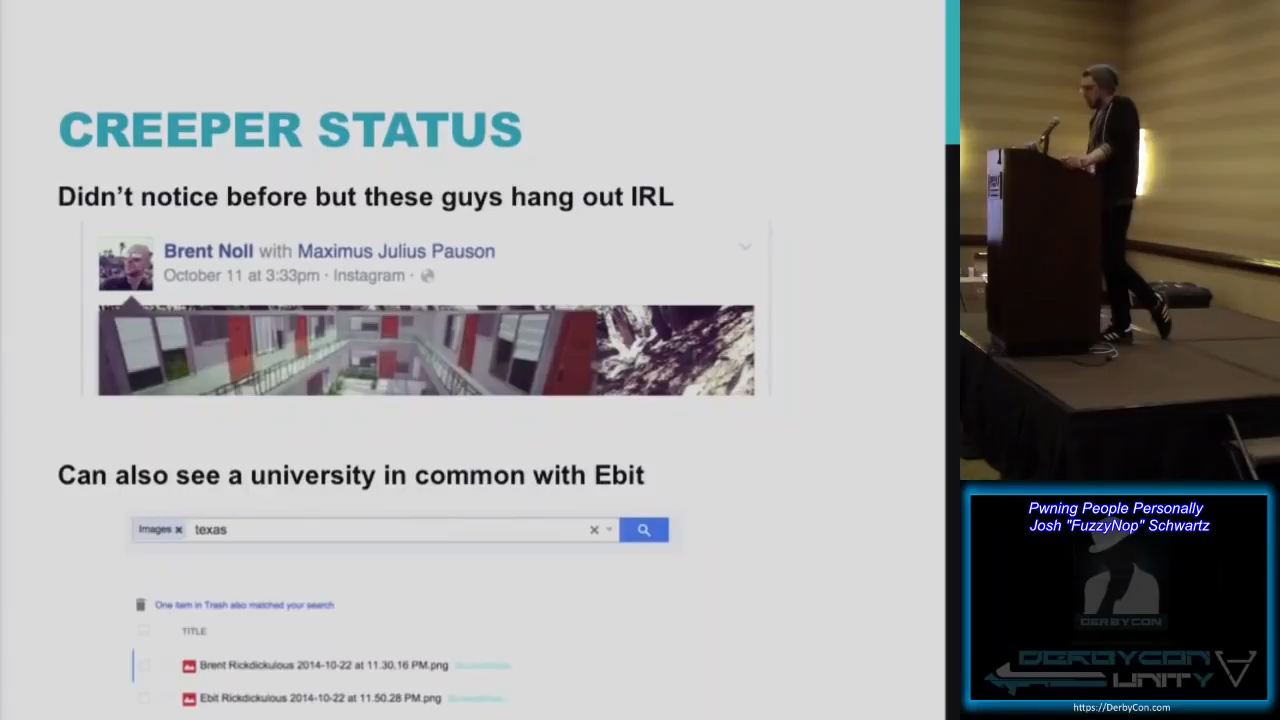 CREEPER STATUS
Didn't notice before but these guys hang out IRL
Brent Noll with Maximus Julius Pauson
October 11 at 3:33pm · Instagram ·
Can also see a university in common with Ebit
Images × texas
One item in Trash also matched your search
TITLE
Brent Rickdickulous 2014-10-22 at 11.30.16 PM.png
Ebit Rickdickulous 2014-10-22 at 11.50.28 PM.png
Pwning People Personally
Josh "FuzzyNop" Schwartz
DERBYCON
DERBYCON
UNITY
https://DerbyCon.com